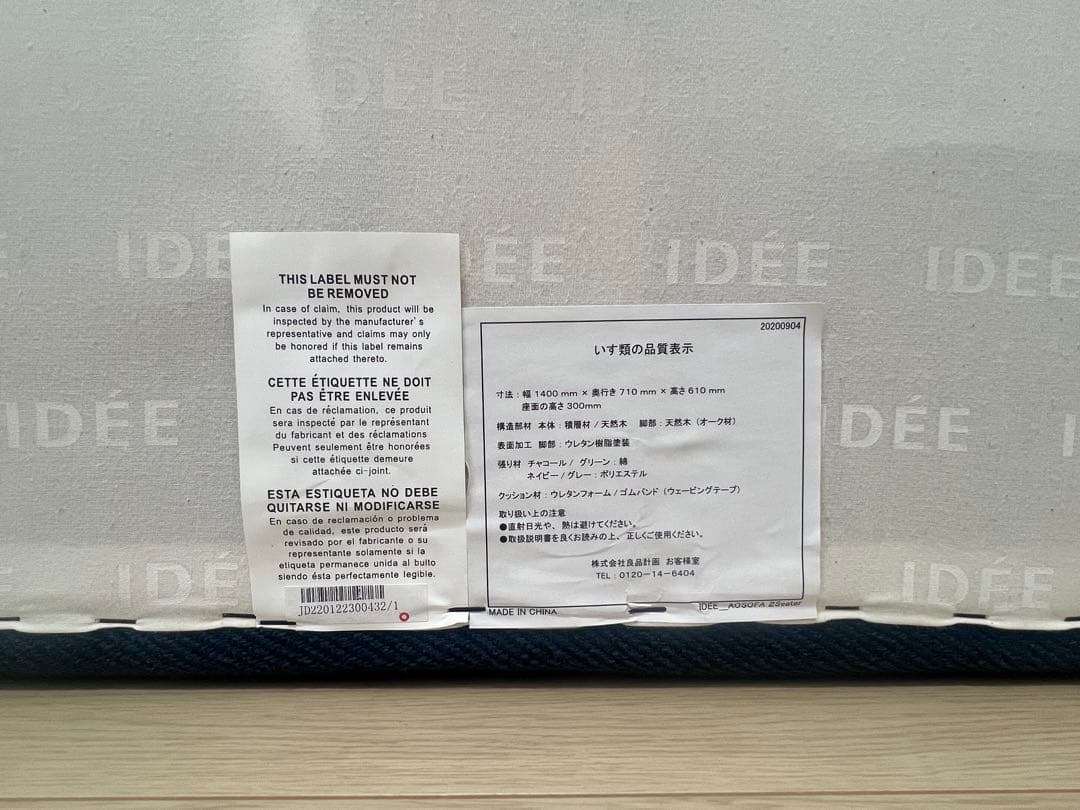 IDÉE
IDÉE
IDÉE
IDÉE
IDÉE
IDÉE
IDÉE
IDÉE
IDÉE
THIS LABEL MUST NOT
BE REMOVED
In case of claim, this product will be
inspected by the manufacturer`s
representative and claims may only
be honored if this label remains
attached thereto.
CETTE ÉTIQUETTE NE DOIT
PAS ÊTRE ENLEVÉE
En cas de réclamation, ce produit
sera inspecté par le représentant
du fabricant et des réclamations
Peuvent seulement être honorées
si cette étiquette demeure
attachée ci-joint.
ESTA ESTIQUETA NO DEBE
QUITARSE NI MODIFICARSE
En caso de reclamación o problema
de calidad, este producto será
revisado por el fabricante o su
representante solamente si la
etiqueta permanece unida al bulto
siendo ésta perfectamente legible.
JD220122300432/1
20200904
いす類の品質表示
寸法：幅 1400 mm × 奥行き 710 mm × 高さ 610 mm
座面の高さ 300mm
構造部材 本体：積層材 / 天然木 脚部：天然木（オーク材）
表面加工 脚部：ウレタン樹脂塗装
張り材 チャコール / グリーン：綿
ネイビー / グレー：ポリエステル
クッション材：ウレタンフォーム / ゴムバンド（ウェービングテープ）
取り扱い上の注意
●直射日光や、熱は避けてください。
●取扱説明書を良くお読みの上、正しくご使用ください。
株式会社良品計画 お客様室
TEL：0120-14-6404
MADE IN CHINA
IDEE__AOSOFA 2Seater